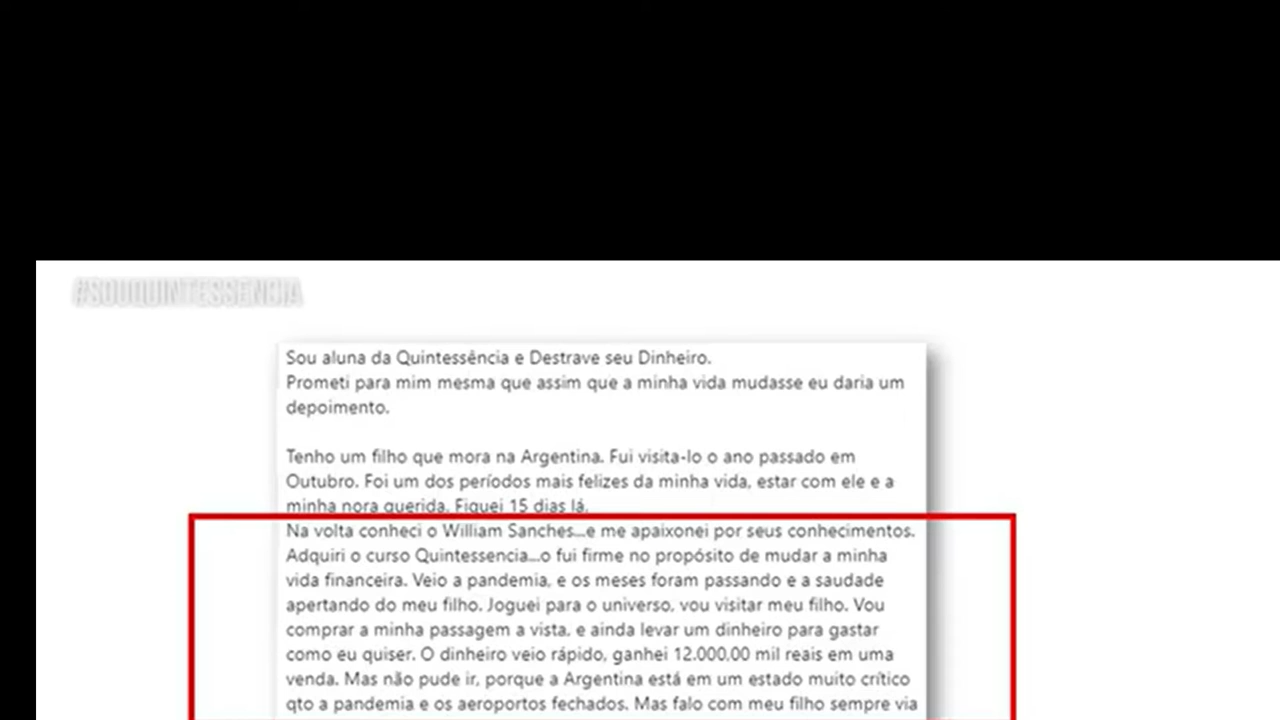 #SOUQUINTESSENCIA
Sou aluna da Quintessência e Destrave seu Dinheiro.
Prometi para mim mesma que assim que a minha vida mudasse eu daria um
depoimento.
Tenho um filho que mora na Argentina. Fui visita-lo o ano passado em
Outubro. Foi um dos períodos mais felizes da minha vida, estar com ele e a
minha nora querida. Fiquei 15 dias lá.
Na volta conheci o William Sanches...e me apaixonei por seus conhecimentos.
Adquiri o curso Quintessencia...o fui firme no propósito de mudar a minha
vida financeira. Veio a pandemia, e os meses foram passando e a saudade
apertando do meu filho. Joguei para o universo, vou visitar meu filho. Vou
comprar a minha passagem a vista, e ainda levar um dinheiro para gastar
como eu quiser. O dinheiro veio rápido, ganhei 12.000,00 mil reais em uma
venda. Mas não pude ir, porque a Argentina está em um estado muito crítico
qto a pandemia e os aeroportos fechados. Mas falo com meu filho sempre via